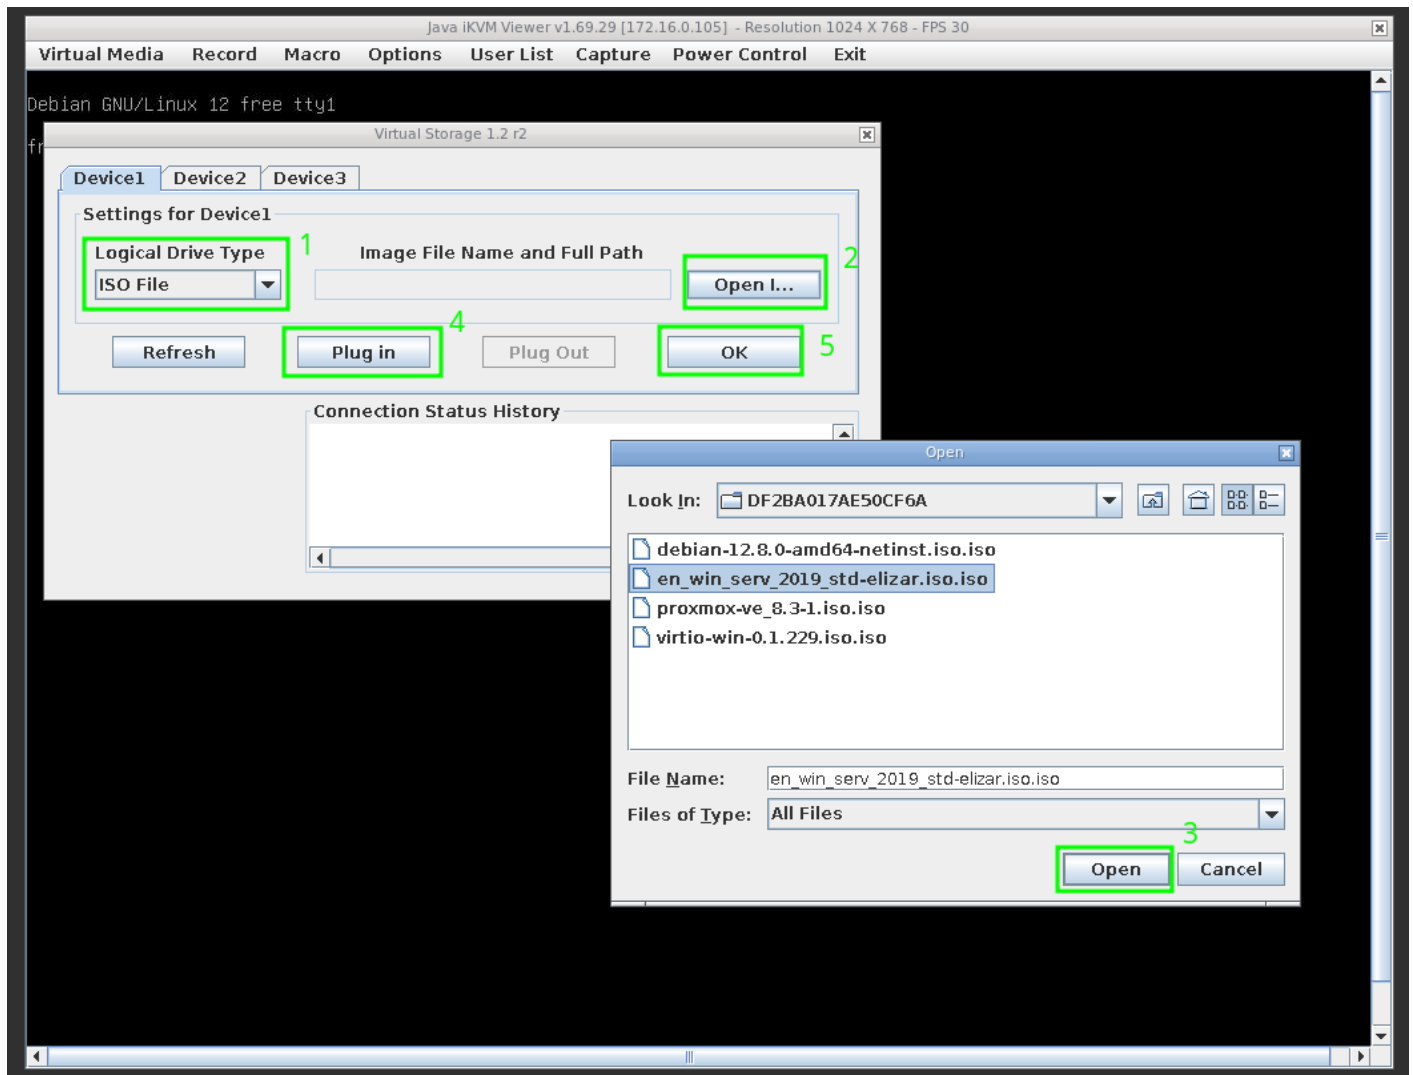 Java iKVM Viewer v1.69.29 [172.16.0.105] - Resolution 1024 X 768 - FPS 30
Virtual Media Record Macro Options User List Capture Power Control Exit
Debian GNU/Linux 12 free tty1
fr
Virtual Storage 1.2 r2
Device1 Device2 Device3
Settings for Device1
Logical Drive Type 1 Image File Name and Full Path 2
ISO File Open I...
4
Refresh Plug in Plug Out OK 5
Connection Status History
Open
Look In: DF2BA017AE50CF6A
debian-12.8.0-amd64-netinst.iso.iso
en_win_serv_2019_std-elizar.iso.iso
proxmox-ve_8.3-1.iso.iso
virtio-win-0.1.229.iso.iso
File Name: en_win_serv_2019_std-elizar.iso.iso
Files of Type: All Files
3
Open Cancel